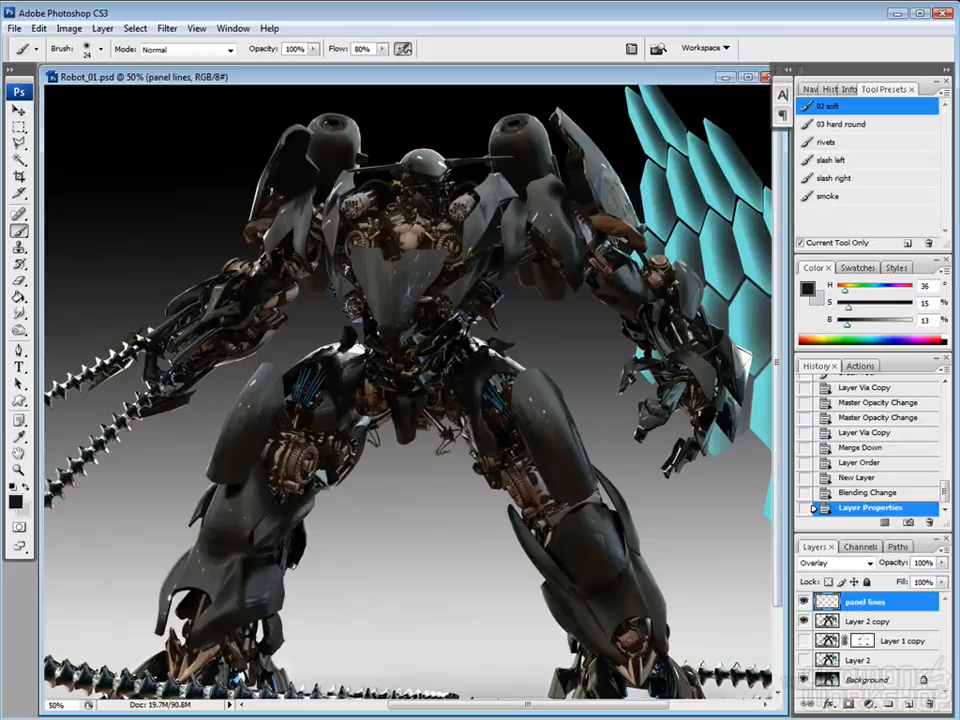 Adobe Photoshop CS3
File Edit Image Layer Select Filter View Window Help
Brush: 24 Mode: Normal Opacity: 100% Flow: 80% Workspace
Robot_01.psd @ 50% (panel lines, RGB/8#)
Ps
Nav Hist Info Tool Presets ×
02 soft
03 hard round
rivets
slash left
slash right
smoke
Current Tool Only
Color × Swatches Styles
H 36 °
S 15 %
B 13 %
History × Actions
Layer Via Copy
Master Opacity Change
Master Opacity Change
Layer Via Copy
Merge Down
Layer Order
New Layer
Blending Change
Layer Properties
Layers × Channels Paths
Overlay Opacity: 100%
Lock: Fill: 100%
panel lines
Layer 2 copy
Layer 1 copy
Layer 2
Background
WORKSHOP
50% Doc: 19.7M/90.8M